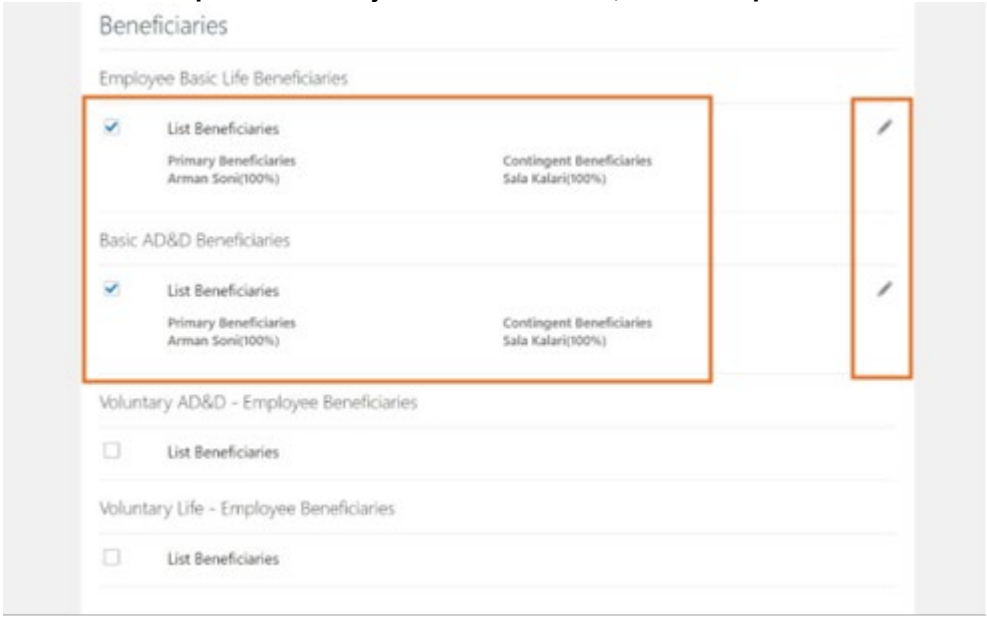 Beneficiaries
Employee Basic Life Beneficiaries
List Beneficiaries
Primary Beneficiaries Contingent Beneficiaries
Arman Soni(100%) Sala Kalari(100%)
Basic AD&D Beneficiaries
List Beneficiaries
Primary Beneficiaries Contingent Beneficiaries
Arman Soni(100%) Sala Kalari(100%)
Voluntary AD&D - Employee Beneficiaries
List Beneficiaries
Voluntary Life - Employee Beneficiaries
List Beneficiaries